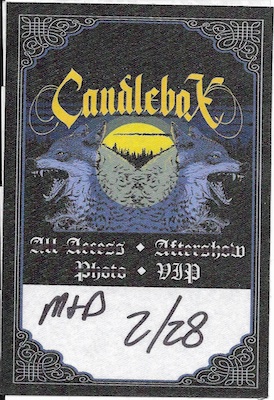 Candlebox
All Access ◆ Aftershow
Photo ◆ VIP
M+D 2/28